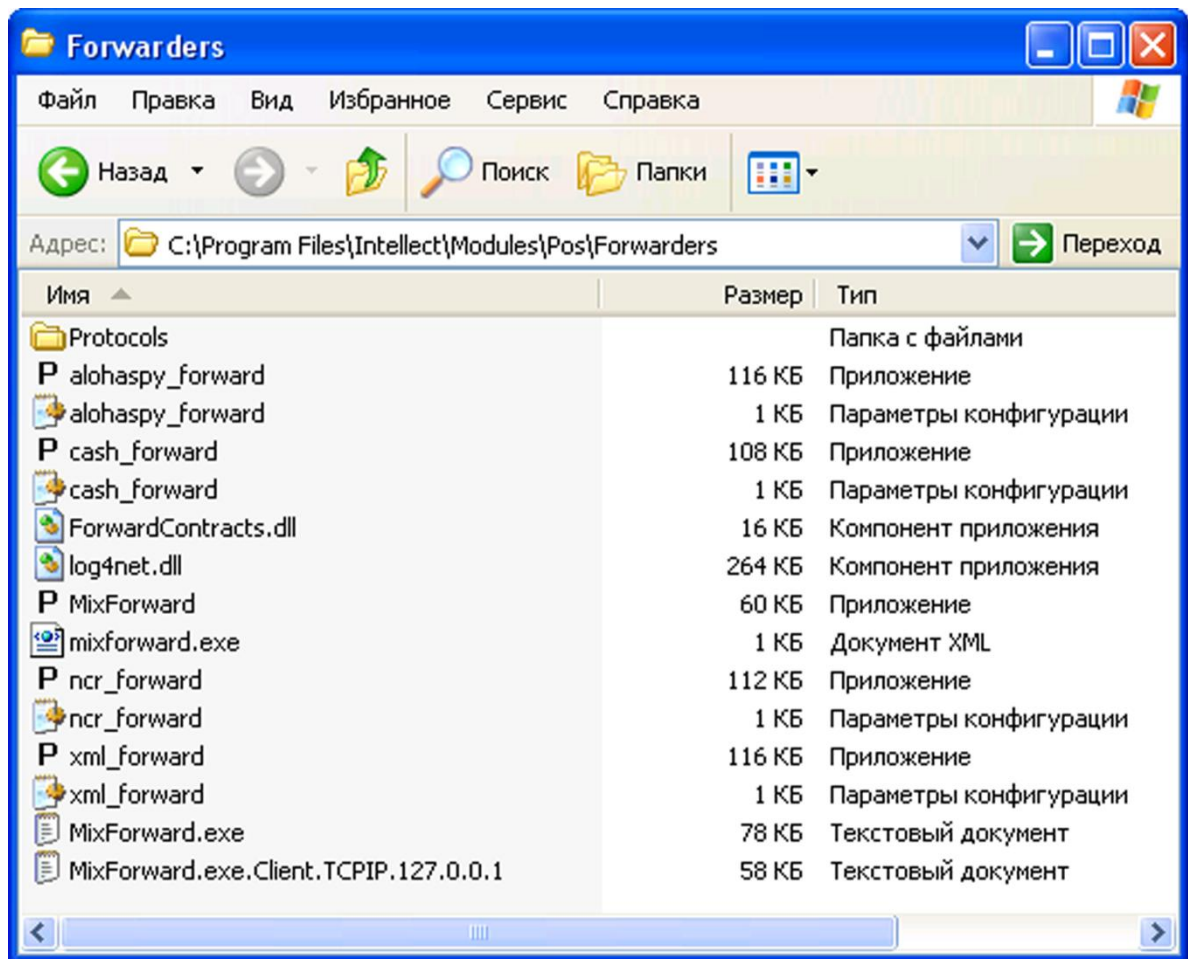 Forwarders
Файл Правка Вид Избранное Сервис Справка
Назад Поиск Папки
Адрес: C:\Program Files\Intellect\Modules\Pos\Forwarders Переход
Имя Размер Тип
Protocols Папка с файлами
P alohaspy_forward 116 КБ Приложение
alohaspy_forward 1 КБ Параметры конфигурации
P cash_forward 108 КБ Приложение
cash_forward 1 КБ Параметры конфигурации
ForwardContracts.dll 16 КБ Компонент приложения
log4net.dll 264 КБ Компонент приложения
P MixForward 60 КБ Приложение
mixforward.exe 1 КБ Документ XML
P ncr_forward 112 КБ Приложение
ncr_forward 1 КБ Параметры конфигурации
P xml_forward 116 КБ Приложение
xml_forward 1 КБ Параметры конфигурации
MixForward.exe 78 КБ Текстовый документ
MixForward.exe.Client.TCPIP.127.0.0.1 58 КБ Текстовый документ